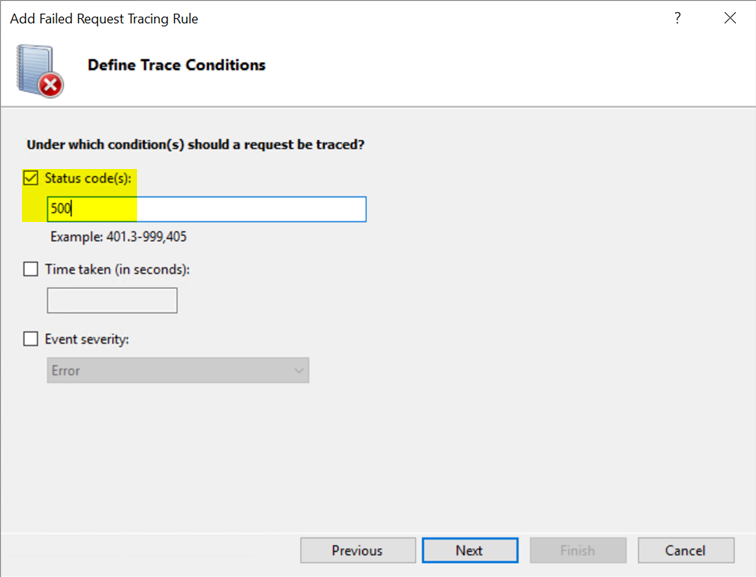 Add Failed Request Tracing Rule
?
Define Trace Conditions
Under which condition(s) should a request be traced?
Status code(s):
500
Example: 401.3-999,405
Time taken (in seconds):
Event severity:
Error
Previous Next Finish Cancel